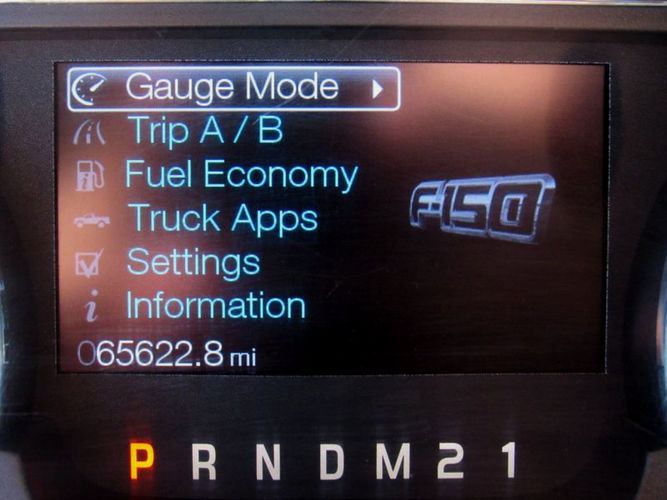 Gauge Mode
Trip A / B
Fuel Economy
Truck Apps
Settings
Information
F-150
065622.8 mi
P R N D M 2 1